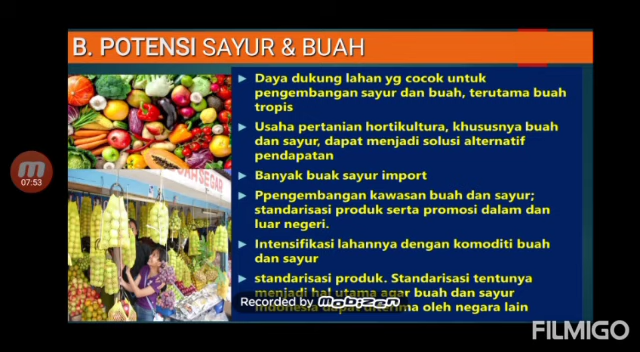 B. POTENSI SAYUR & BUAH
Daya dukung lahan yg cocok untuk
pengembangan sayur dan buah, terutama buah
tropis
Usaha pertanian hortikultura, khususnya buah
dan sayur, dapat menjadi solusi alternatif
pendapatan
Banyak buak sayur import
Ppengembangan kawasan buah dan sayur;
standarisasi produk serta promosi dalam dan
luar negeri.
Intensifikasi lahannya dengan komoditi buah
dan sayur
standarisasi produk. Standarisasi tentunya
menjadi hal utama agar buah dan sayur
Indonesia dapat diterima oleh negara lain
07:53
Recorded by mobizen
FILMIGO